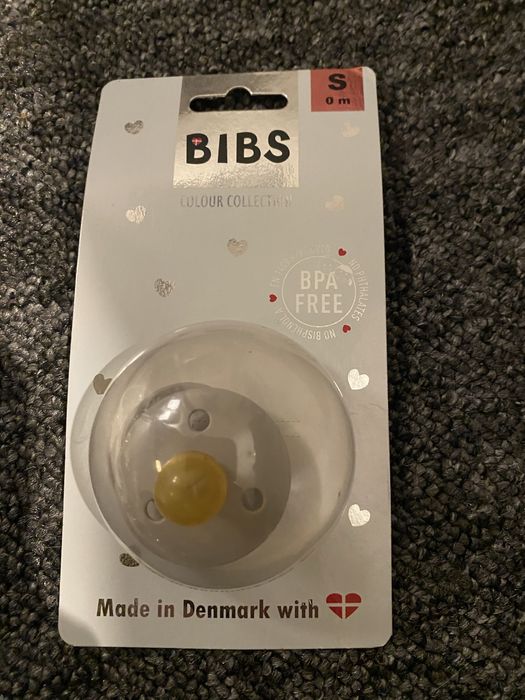 S
0 m
BIBS
COLOUR COLLECTION
BPA
FREE
NO PHTHALATES
NO BISPHENOL A
Made in Denmark with